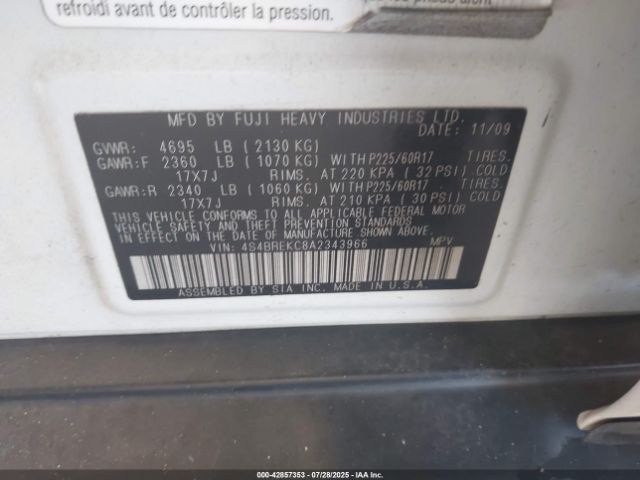 refroidi avant de contrôler la pression.
MFD BY FUJI HEAVY INDUSTRIES LTD.
DATE: 11/09
GVWR: 4695 LB (2130 KG)
GAWR:F 2360 LB (1070 KG) WITH P225/60R17 TIRES.
17X7J RIMS. AT 220 KPA (32 PSI) COLD
GAWR:R 2340 LB (1060 KG) WITH P225/60R17 TIRES.
17X7J RIMS. AT 210 KPA (30 PSI) COLD
THIS VEHICLE CONFORMS TO ALL APPLICABLE FEDERAL MOTOR
VEHICLE SAFETY AND THEFT PREVENTION STANDARDS
IN EFFECT ON THE DATE OF MANUFACTURE SHOWN ABOVE.
VIN: 4S4BREKC8A2343966 MPV
ASSEMBLED BY SIA INC. MADE IN U.S.A.
000-42857353 | 07/28/2025 | IAA, Inc.